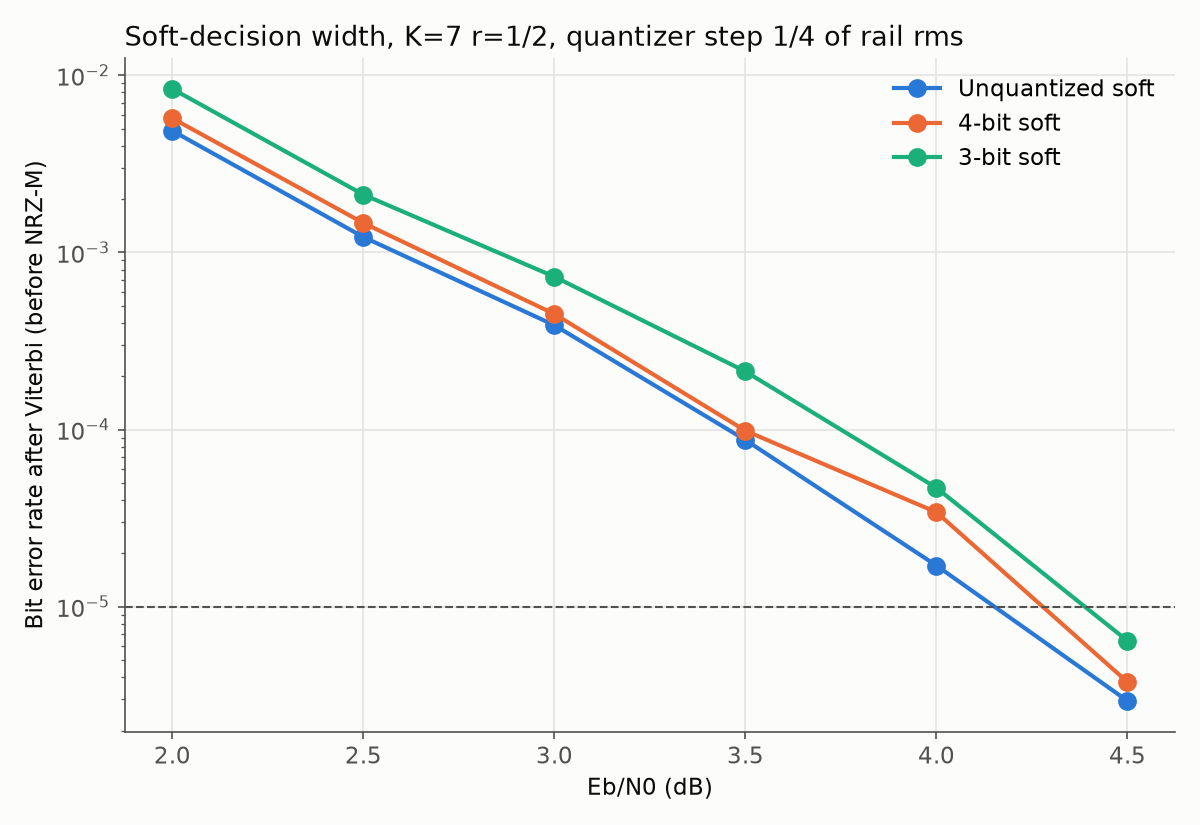 Soft-decision width, K=7 r=1/2, quantizer step 1/4 of rail rms
Unquantized soft
4-bit soft
3-bit soft
Bit error rate after Viterbi (before NRZ-M)
10⁻²
10⁻³
10⁻⁴
10⁻⁵
2.0 2.5 3.0 3.5 4.0 4.5
Eb/N0 (dB)